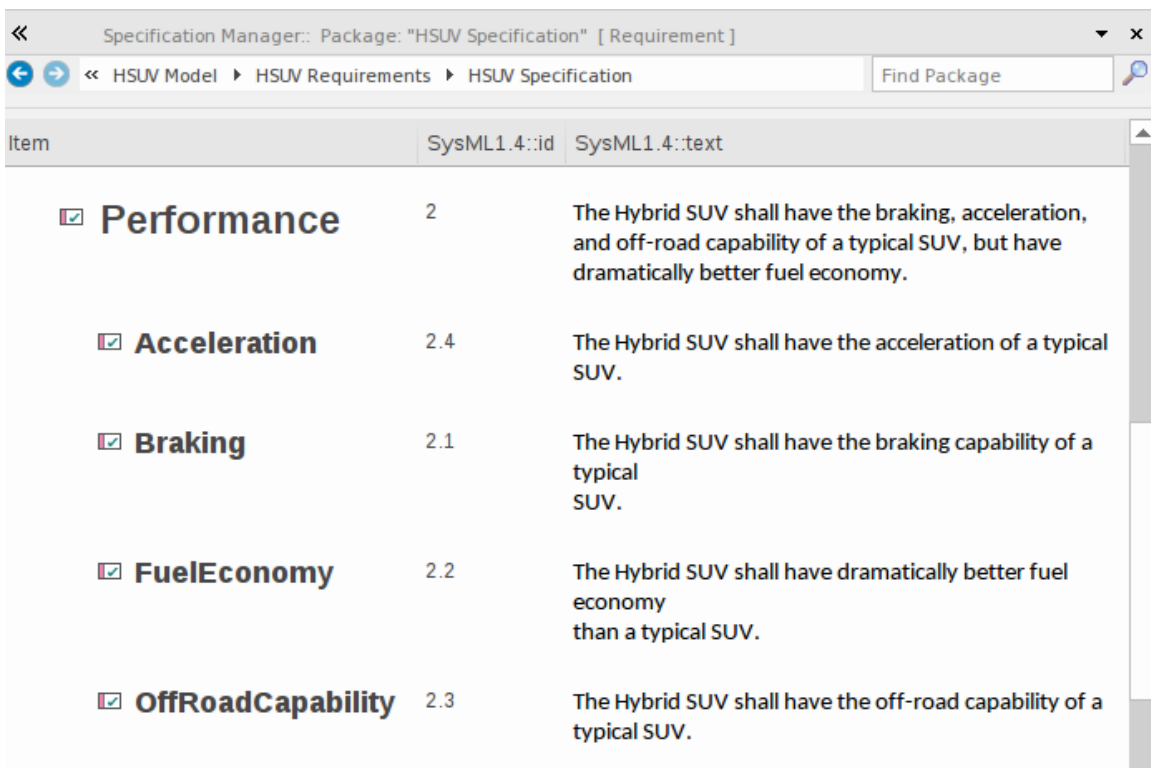 « Specification Manager:: Package: "HSUV Specification" [ Requirement ]
« HSUV Model HSUV Requirements HSUV Specification Find Package
Item SysML1.4::id SysML1.4::text
Performance 2 The Hybrid SUV shall have the braking, acceleration,
and off-road capability of a typical SUV, but have
dramatically better fuel economy.
Acceleration 2.4 The Hybrid SUV shall have the acceleration of a typical
SUV.
Braking 2.1 The Hybrid SUV shall have the braking capability of a
typical
SUV.
FuelEconomy 2.2 The Hybrid SUV shall have dramatically better fuel
economy
than a typical SUV.
OffRoadCapability 2.3 The Hybrid SUV shall have the off-road capability of a
typical SUV.